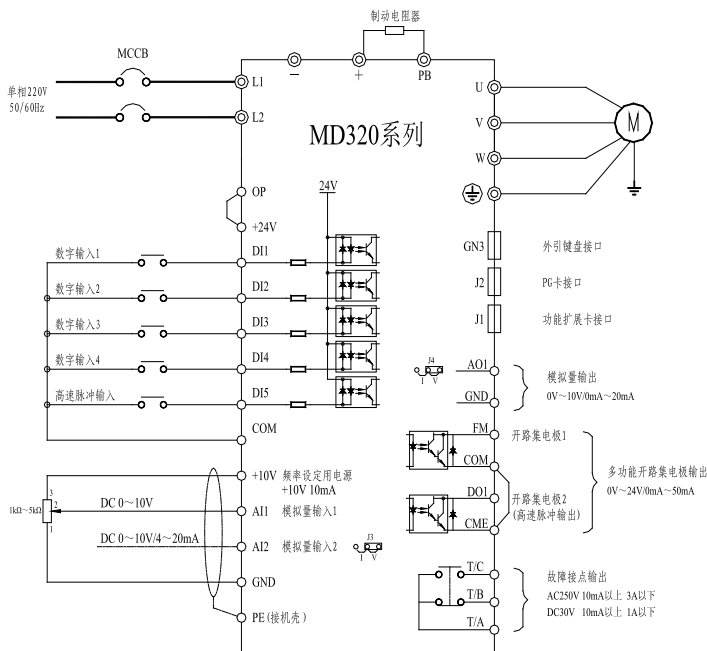 制动电阻器
MCCB
− + PB
单相220V
50/60Hz
L1
L2
U
V
W
M
MD320系列
OP
+24V
24V
数字输入1 DI1
数字输入2 DI2
数字输入3 DI3
数字输入4 DI4
高速脉冲输入 DI5
COM
GN3 外引键盘接口
J2 PG卡接口
J1 功能扩展卡接口
J4
I V
AO1
GND
模拟量输出
0V～10V/0mA～20mA
FM 开路集电极1
COM
DO1 开路集电极2
(高速脉冲输出)
CME
多功能开路集电极输出
0V～24V/0mA～50mA
+10V 频率设定用电源
+10V 10mA
1kΩ～5kΩ
3
2
1
DC 0～10V
AI1 模拟量输入1
DC 0～10V/4～20mA
AI2 模拟量输入2
J3
I V
GND
PE(接机壳)
T/C
T/B
T/A
故障接点输出
AC250V 10mA以上 3A以下
DC30V 10mA以上 1A以下